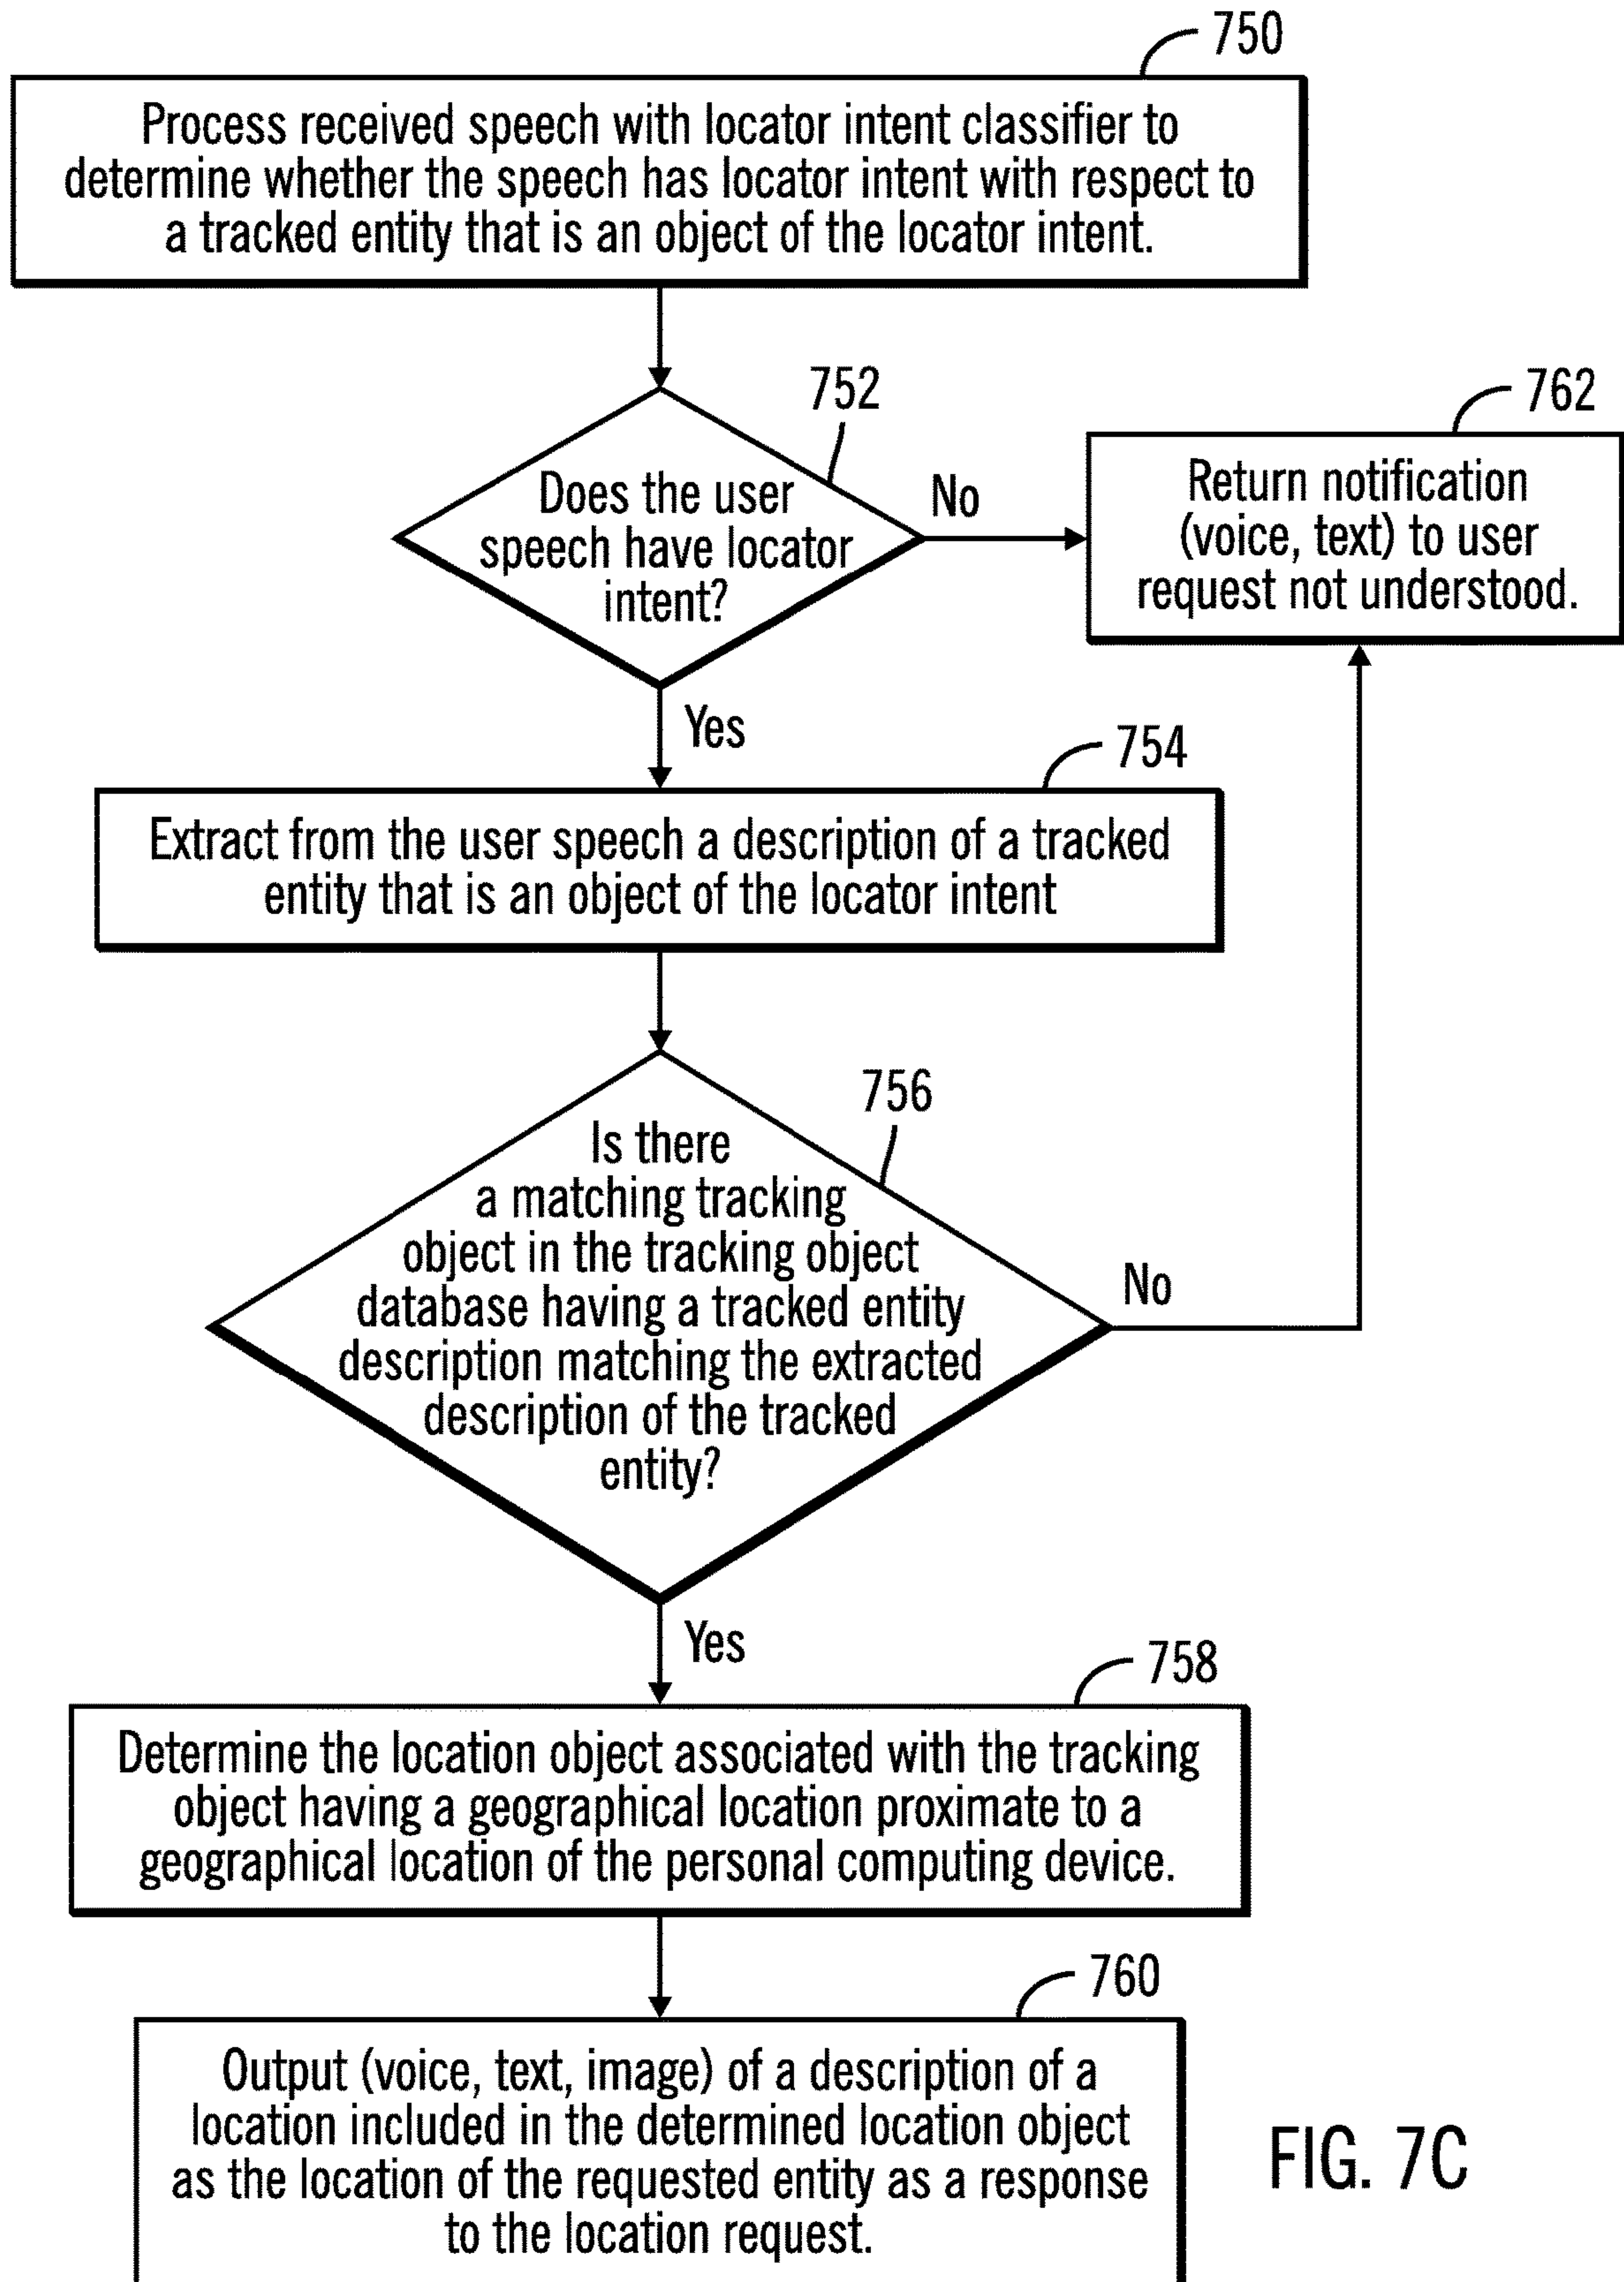 750
Process received speech with locator intent classifier to
determine whether the speech has locator intent with respect to
a tracked entity that is an object of the locator intent.
752
Does the user
speech have locator
intent?
No
762
Return notification
(voice, text) to user
request not understood.
Yes
754
Extract from the user speech a description of a tracked
entity that is an object of the locator intent
756
Is there
a matching tracking
object in the tracking object
database having a tracked entity
description matching the extracted
description of the tracked
entity?
No
Yes
758
Determine the location object associated with the tracking
object having a geographical location proximate to a
geographical location of the personal computing device.
760
Output (voice, text, image) of a description of a
location included in the determined location object
as the location of the requested entity as a response
to the location request.
FIG. 7C